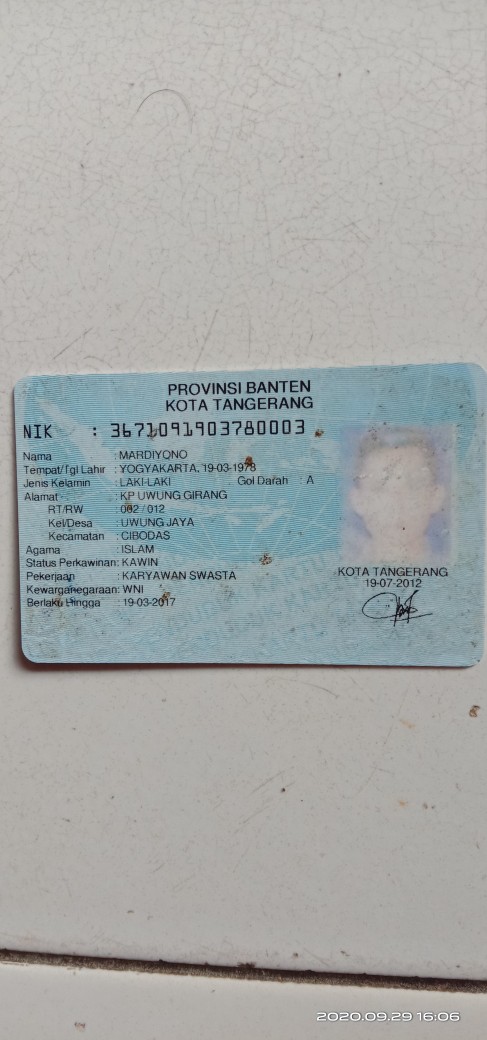 PROVINSI BANTEN
KOTA TANGERANG
NIK : 3671091903780003
Nama : MARDIYONO
Tempat/Tgl Lahir : YOGYAKARTA, 19-03-1978
Jenis Kelamin : LAKI-LAKI Gol Darah : A
Alamat : KP UWUNG GIRANG
RT/RW : 002 / 012
Kel/Desa : UWUNG JAYA
Kecamatan : CIBODAS
Agama : ISLAM
Status Perkawinan: KAWIN
Pekerjaan : KARYAWAN SWASTA
Kewarganegaraan: WNI
Berlaku Hingga : 19-03-2017
KOTA TANGERANG
19-07-2012
2020.09.29 16:06